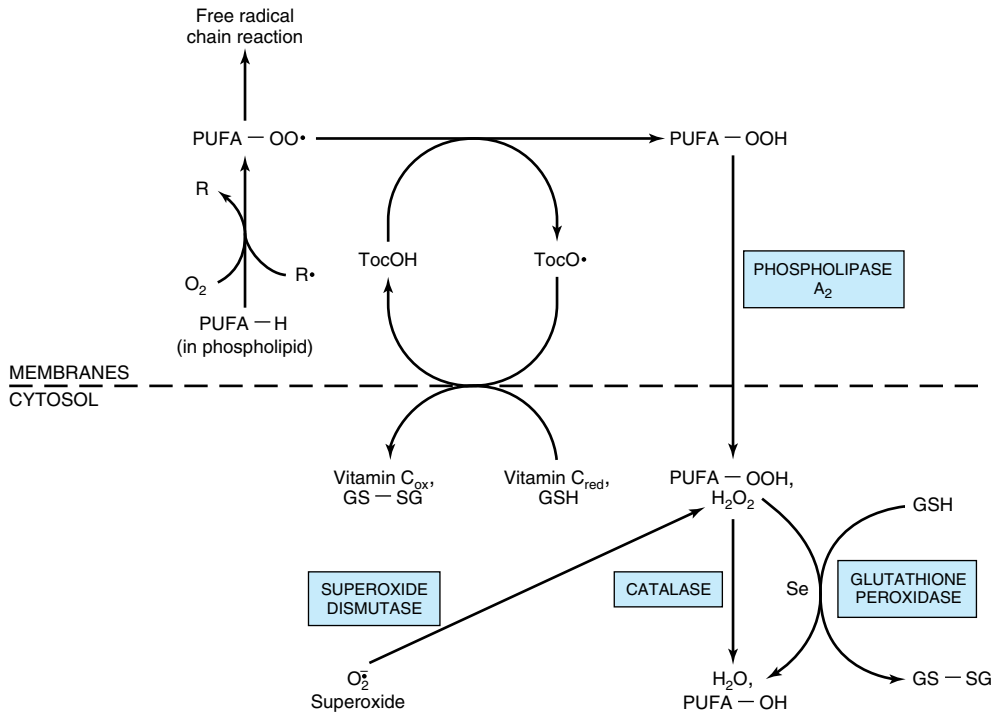 Free radical
chain reaction
PUFA — OO•
PUFA — OOH
R
TocOH
TocO•
PHOSPHOLIPASE
A₂
O₂
R•
PUFA — H
(in phospholipid)
MEMBRANES
CYTOSOL
Vitamin Cox,
GS — SG
Vitamin Cred,
GSH
PUFA — OOH,
H₂O₂
GSH
SUPEROXIDE
DISMUTASE
CATALASE
Se
GLUTATHIONE
PEROXIDASE
O₂•̄
Superoxide
H₂O,
PUFA — OH
GS — SG